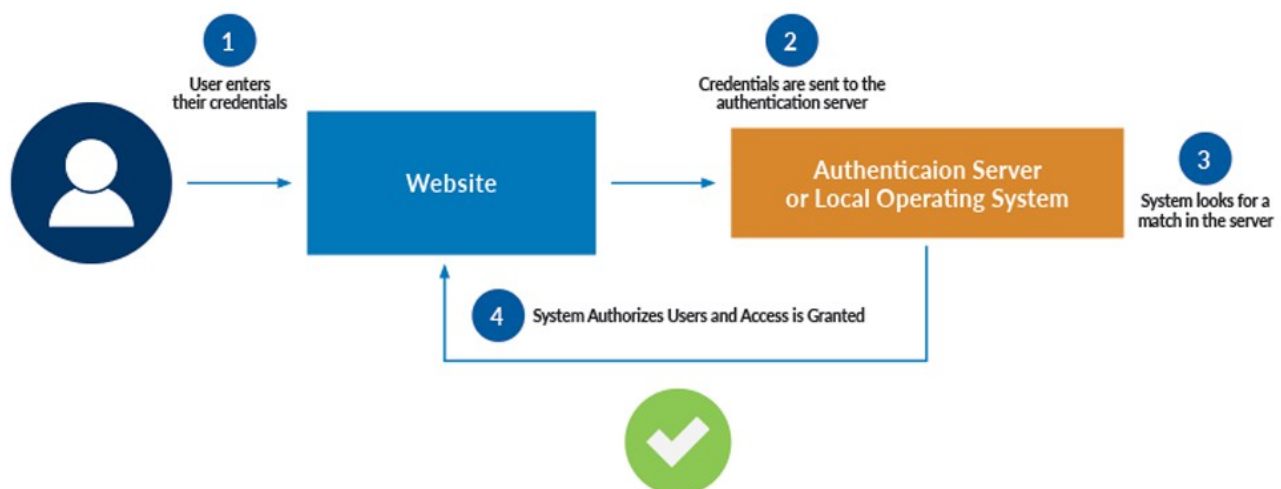 1
User enters
their credentials
2
Credentials are sent to the
authentication server
Website
Authenticaion Server
or Local Operating System
3
System looks for a
match in the server
4
System Authorizes Users and Access is Granted